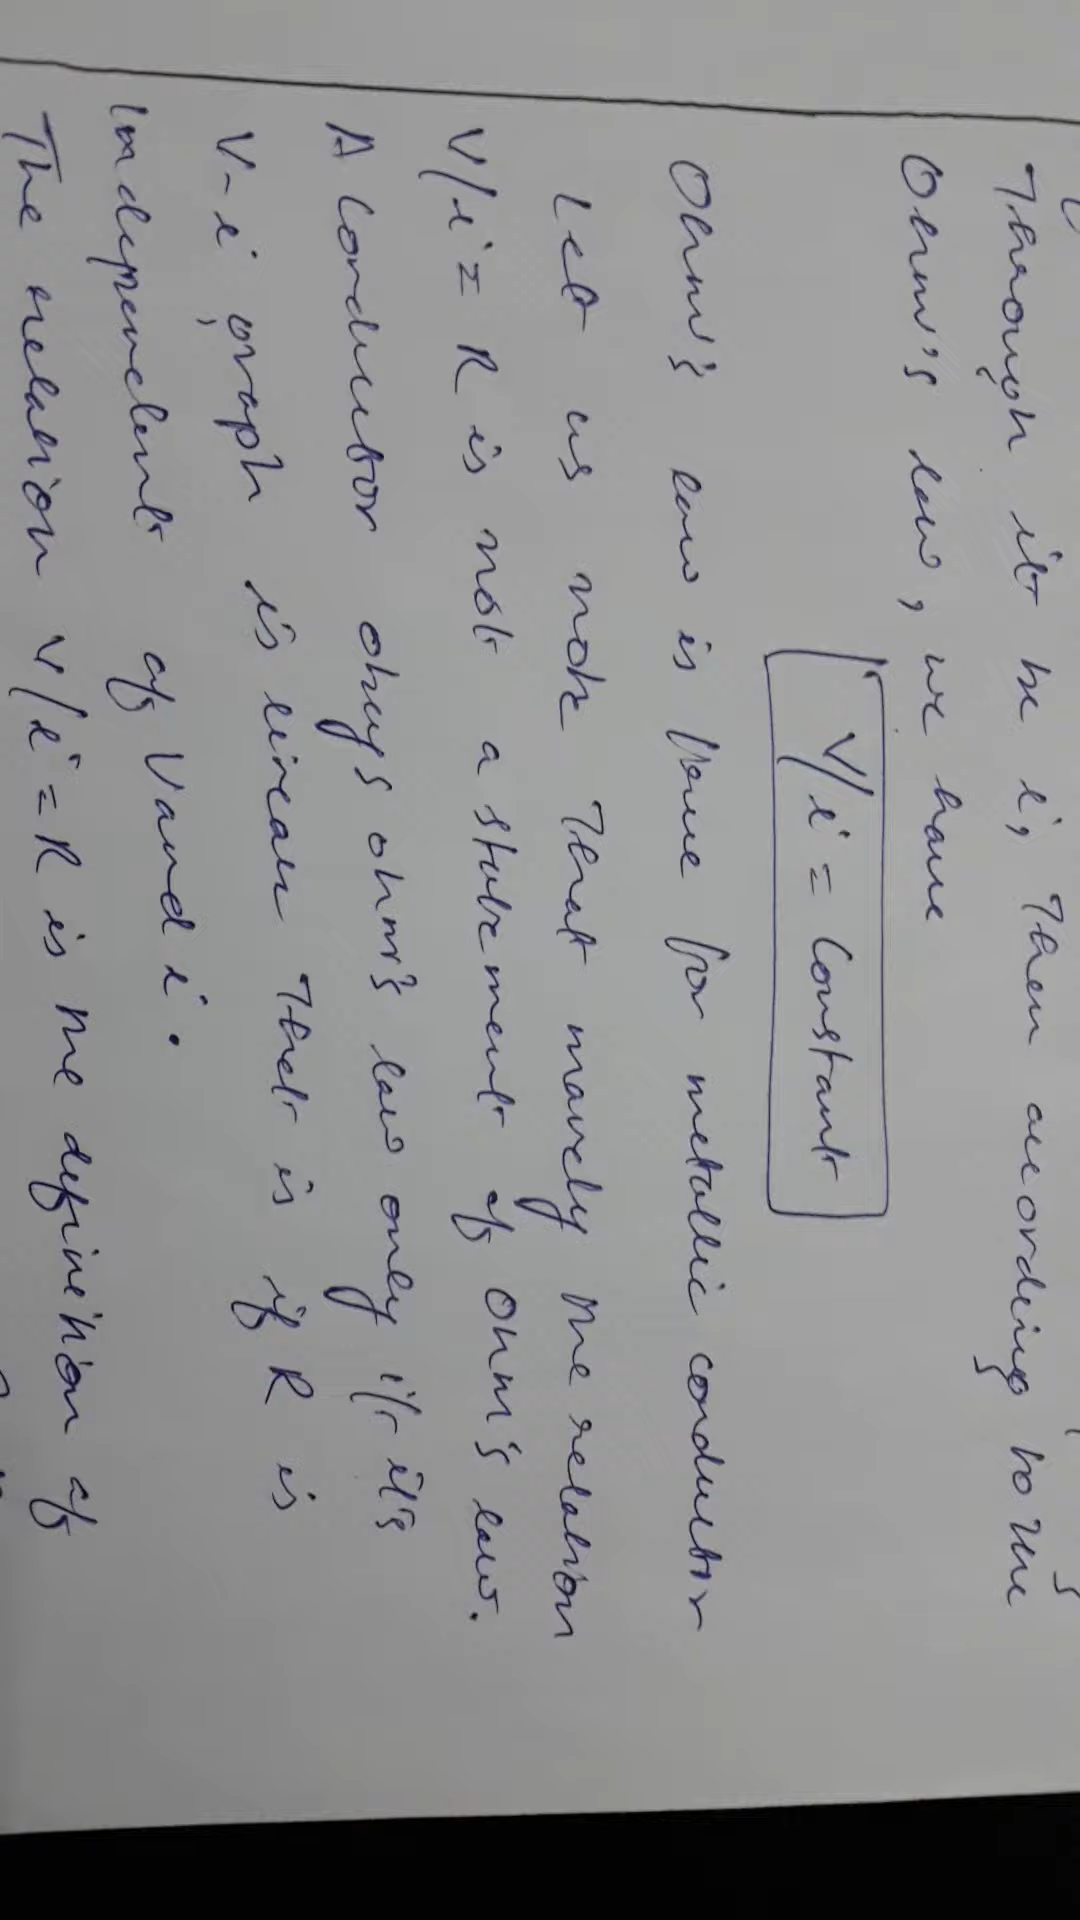 Through it be i, Then according to the
Ohm's law, we have
V/i = Constant
Ohm's law is true for metallic conductor
Let us note That marely the relation
V/i = R is not a statement of ohm's law.
A Conductor obeys ohm's law only if it's
V-i graph is linear That is if R is
independent of V and i.
The relation V/i = R is the definition of